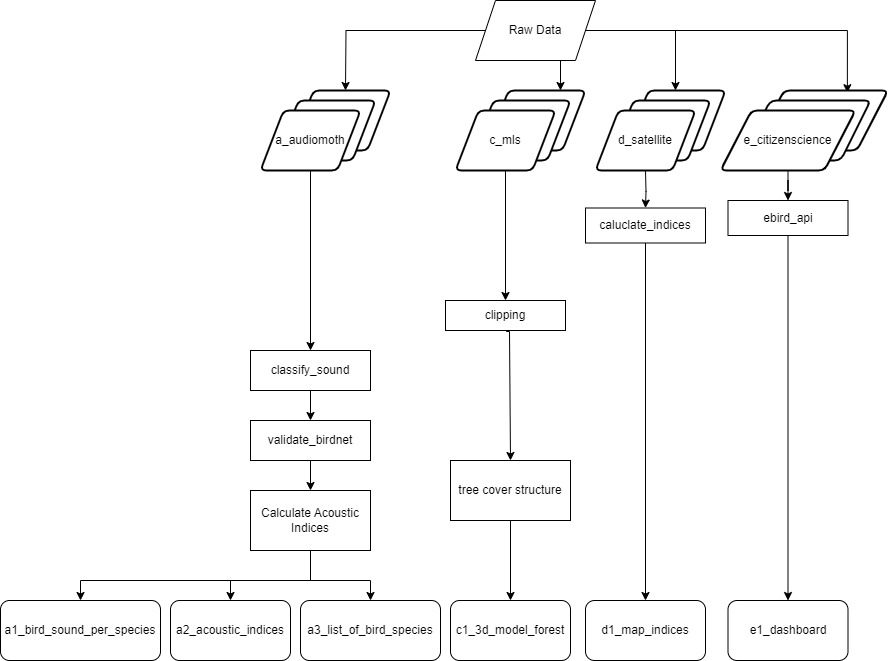 Raw Data
a_audiomoth
c_mls
d_satellite
e_citizenscience
caluclate_indices
ebird_api
clipping
classify_sound
validate_birdnet
tree cover structure
Calculate Acoustic
Indices
a1_bird_sound_per_species
a2_acoustic_indices
a3_list_of_bird_species
c1_3d_model_forest
d1_map_indices
e1_dashboard